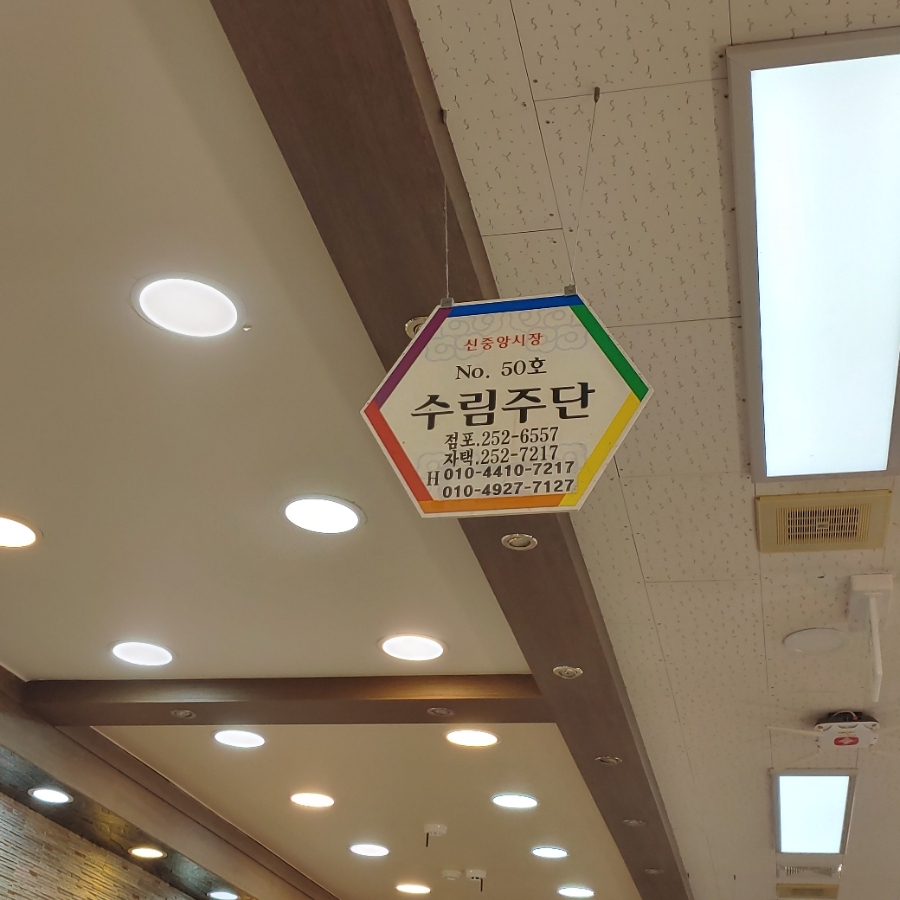 신중앙시장
No. 50호
수림주단
점포.252-6557
자택.252-7217
H 010-4410-7217
010-4927-7127